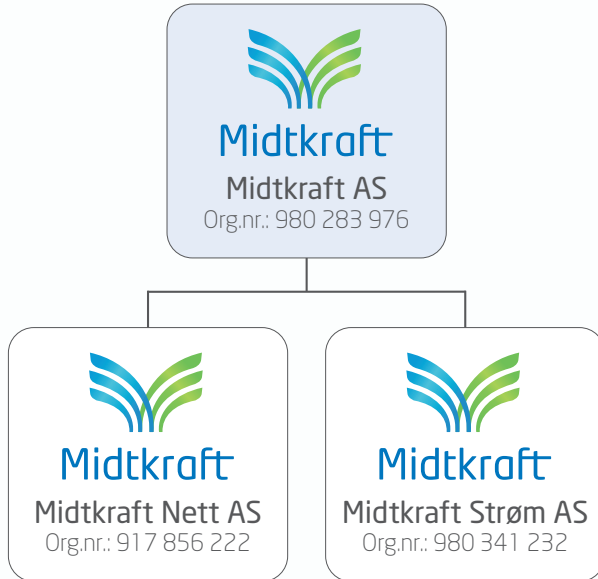 Midtkraft
Midtkraft AS
Org.nr.: 980 283 976
Midtkraft
Midtkraft Nett AS
Org.nr.: 917 856 222
Midtkraft
Midtkraft Strøm AS
Org.nr.: 980 341 232